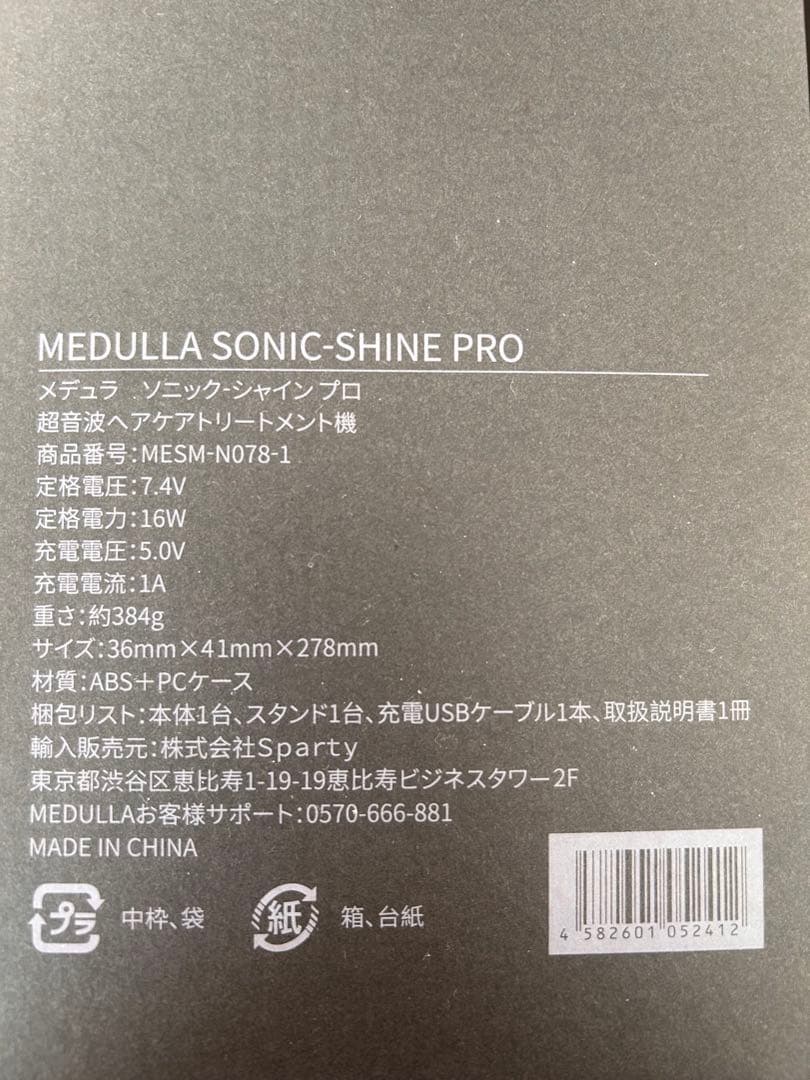 MEDULLA SONIC-SHINE PRO
メデュラ ソニック-シャイン プロ
超音波ヘアケアトリートメント機
商品番号:MESM-N078-1
定格電圧:7.4V
定格電力:16W
充電電圧:5.0V
充電電流:1A
重さ:約384g
サイズ:36mm×41mm×278mm
材質:ABS+PCケース
梱包リスト:本体1台、スタンド1台、充電USBケーブル1本、取扱説明書1冊
輸入販売元:株式会社Sparty
東京都渋谷区恵比寿1-19-19恵比寿ビジネスタワー2F
MEDULLAお客様サポート:0570-666-881
MADE IN CHINA
プラ 中枠、袋 紙 箱、台紙
4 582601 052412